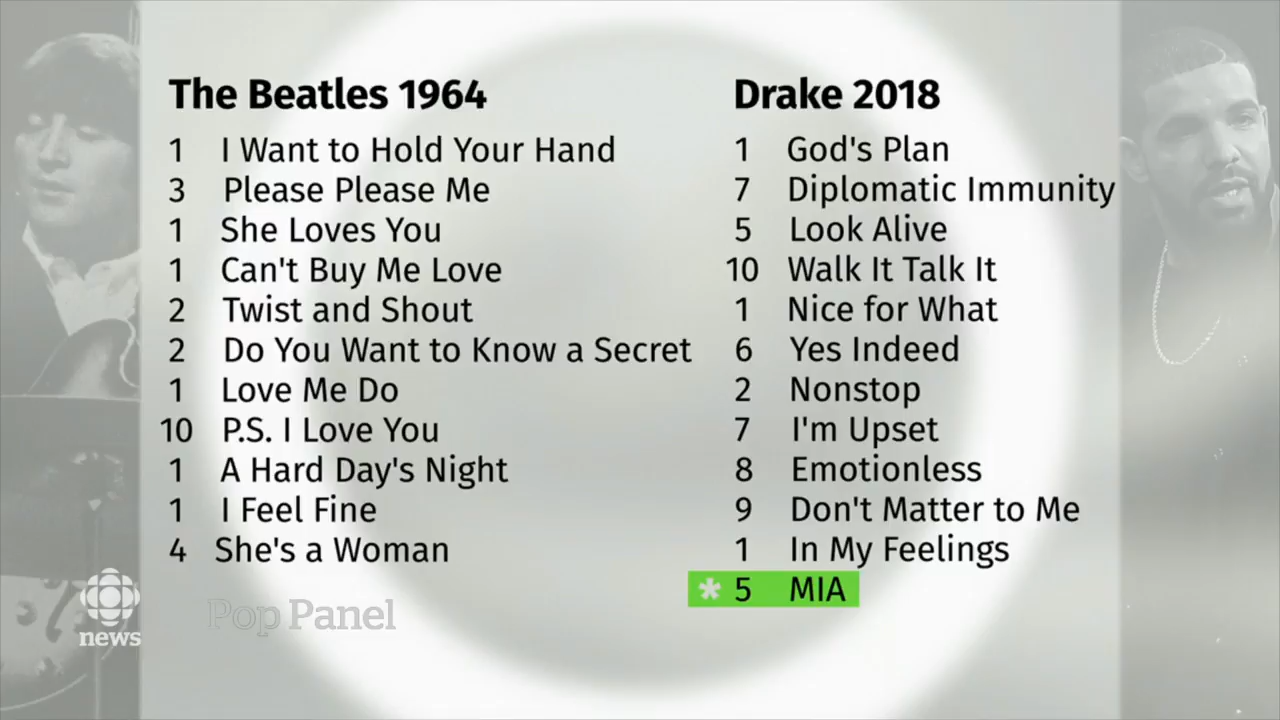 The Beatles 1964
1 I Want to Hold Your Hand
3 Please Please Me
1 She Loves You
1 Can't Buy Me Love
2 Twist and Shout
2 Do You Want to Know a Secret
1 Love Me Do
10 P.S. I Love You
1 A Hard Day's Night
1 I Feel Fine
4 She's a Woman
Drake 2018
1 God's Plan
7 Diplomatic Immunity
5 Look Alive
10 Walk It Talk It
1 Nice for What
6 Yes Indeed
2 Nonstop
7 I'm Upset
8 Emotionless
9 Don't Matter to Me
1 In My Feelings
* 5 MIA
news
Pop Panel